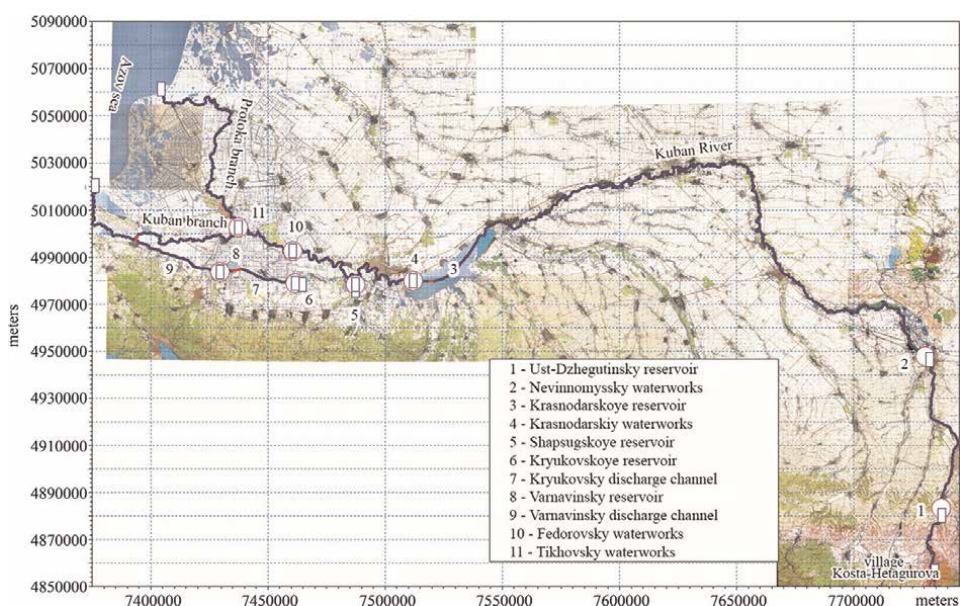 5090000
5070000
5050000
5030000
5010000
4990000
4970000
4950000
4930000
4910000
4890000
4870000
4850000
meters
Azov sea
Protoka branch
Kuban River
Kuban branch
11
10
8
9
7
6
5
4
3
2
1
1 - Ust-Dzhegutinsky reservoir
2 - Nevinnomyssky waterworks
3 - Krasnodarskoye reservoir
4 - Krasnodarskiy waterworks
5 - Shapsugskoye reservoir
6 - Kryukovskoye reservoir
7 - Kryukovsky discharge channel
8 - Varnavinsky reservoir
9 - Varnavinsky discharge channel
10 - Fedorovsky waterworks
11 - Tikhovsky waterworks
village
Kosta-Hetagurova
7400000 7450000 7500000 7550000 7600000 7650000 7700000 meters